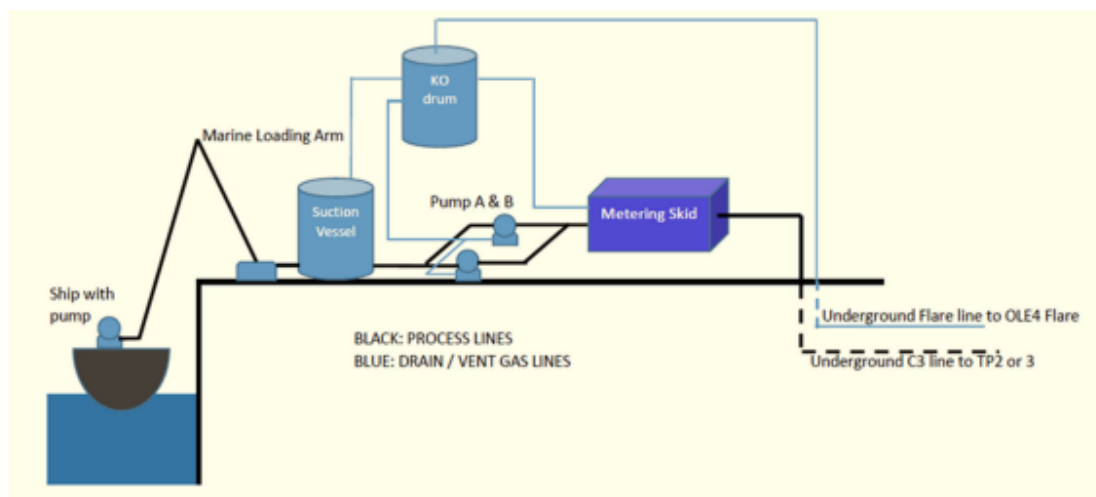 KO
drum
Marine Loading Arm
Suction
Vessel
Pump A & B
Metering Skid
Ship with
pump
BLACK: PROCESS LINES
BLUE: DRAIN / VENT GAS LINES
Underground Flare line to OLE4 Flare
Underground C3 line to TP2 or 3